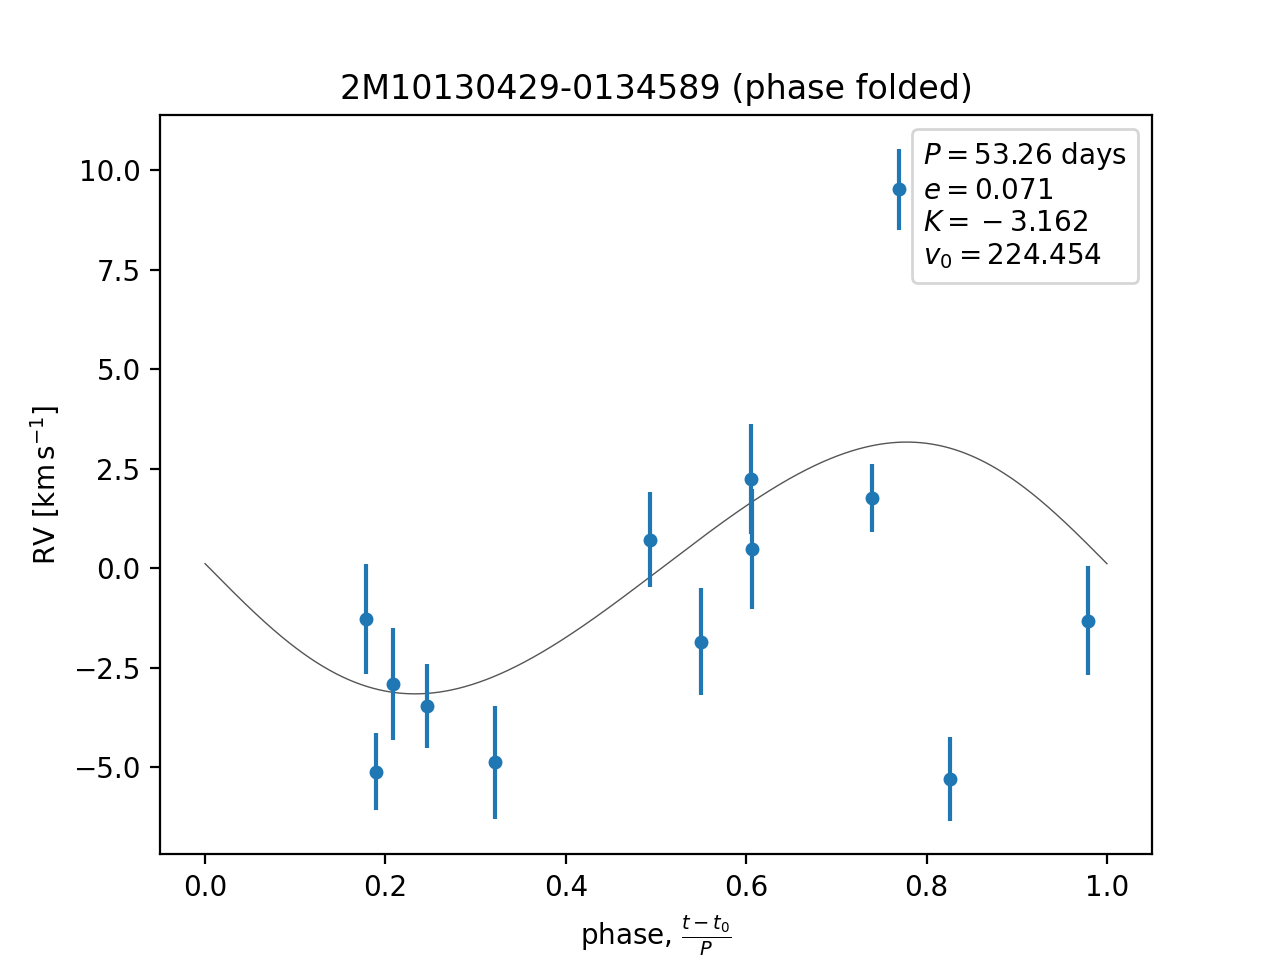 2M10130429-0134589 (phase folded)
P = 53.26 days
e = 0.071
K = −3.162
v₀ = 224.454
10.0
7.5
5.0
2.5
0.0
−2.5
−5.0
RV [km s⁻¹]
0.0 0.2 0.4 0.6 0.8 1.0
phase, (t − t₀)/P